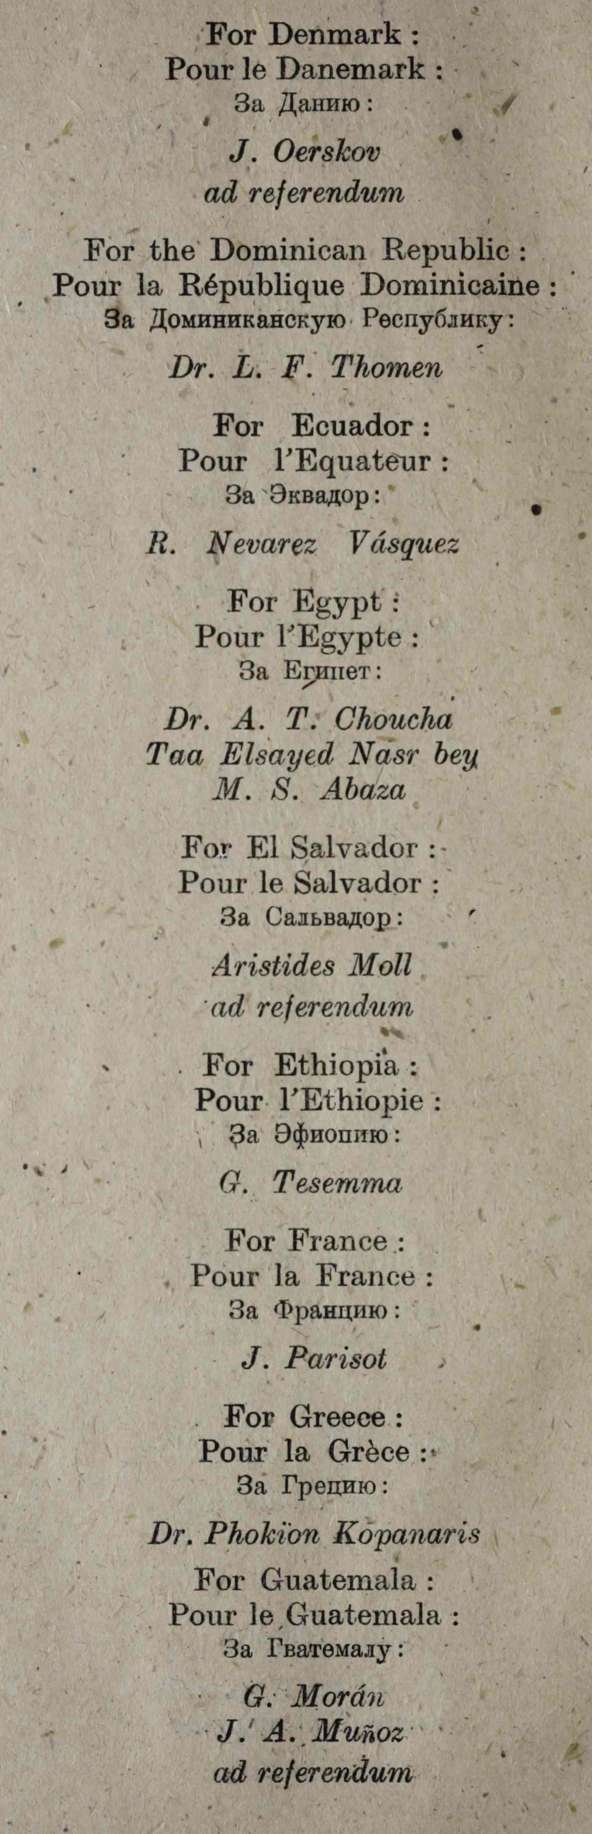 For Denmark :
Pour le Danemark :
За Данию :
J. Oerskov
ad referendum
For the Dominican Republic :
Pour la République Dominicaine :
За Доминиканскую Республику :
Dr. L. F. Thomen
For Ecuador :
Pour l'Equateur :
За Эквадор :
R. Nevarez Vásquez
For Egypt :
Pour l'Egypte :
За Египет :
Dr. A. T. Choucha
Taa Elsayed Nasr bey
M. S. Abaza
For El Salvador :
Pour le Salvador :
За Сальвадор :
Aristides Moll
ad referendum
For Ethiopia :
Pour l'Ethiopie :
За Эфиопию :
G. Tesemma
For France :
Pour la France :
За Францию :
J. Parisot
For Greece :
Pour la Grèce :
За Грецию :
Dr. Phokïon Kopanaris
For Guatemala :
Pour le Guatemala :
За Гватемалу :
G. Morán
J. A. Muñoz
ad referendum